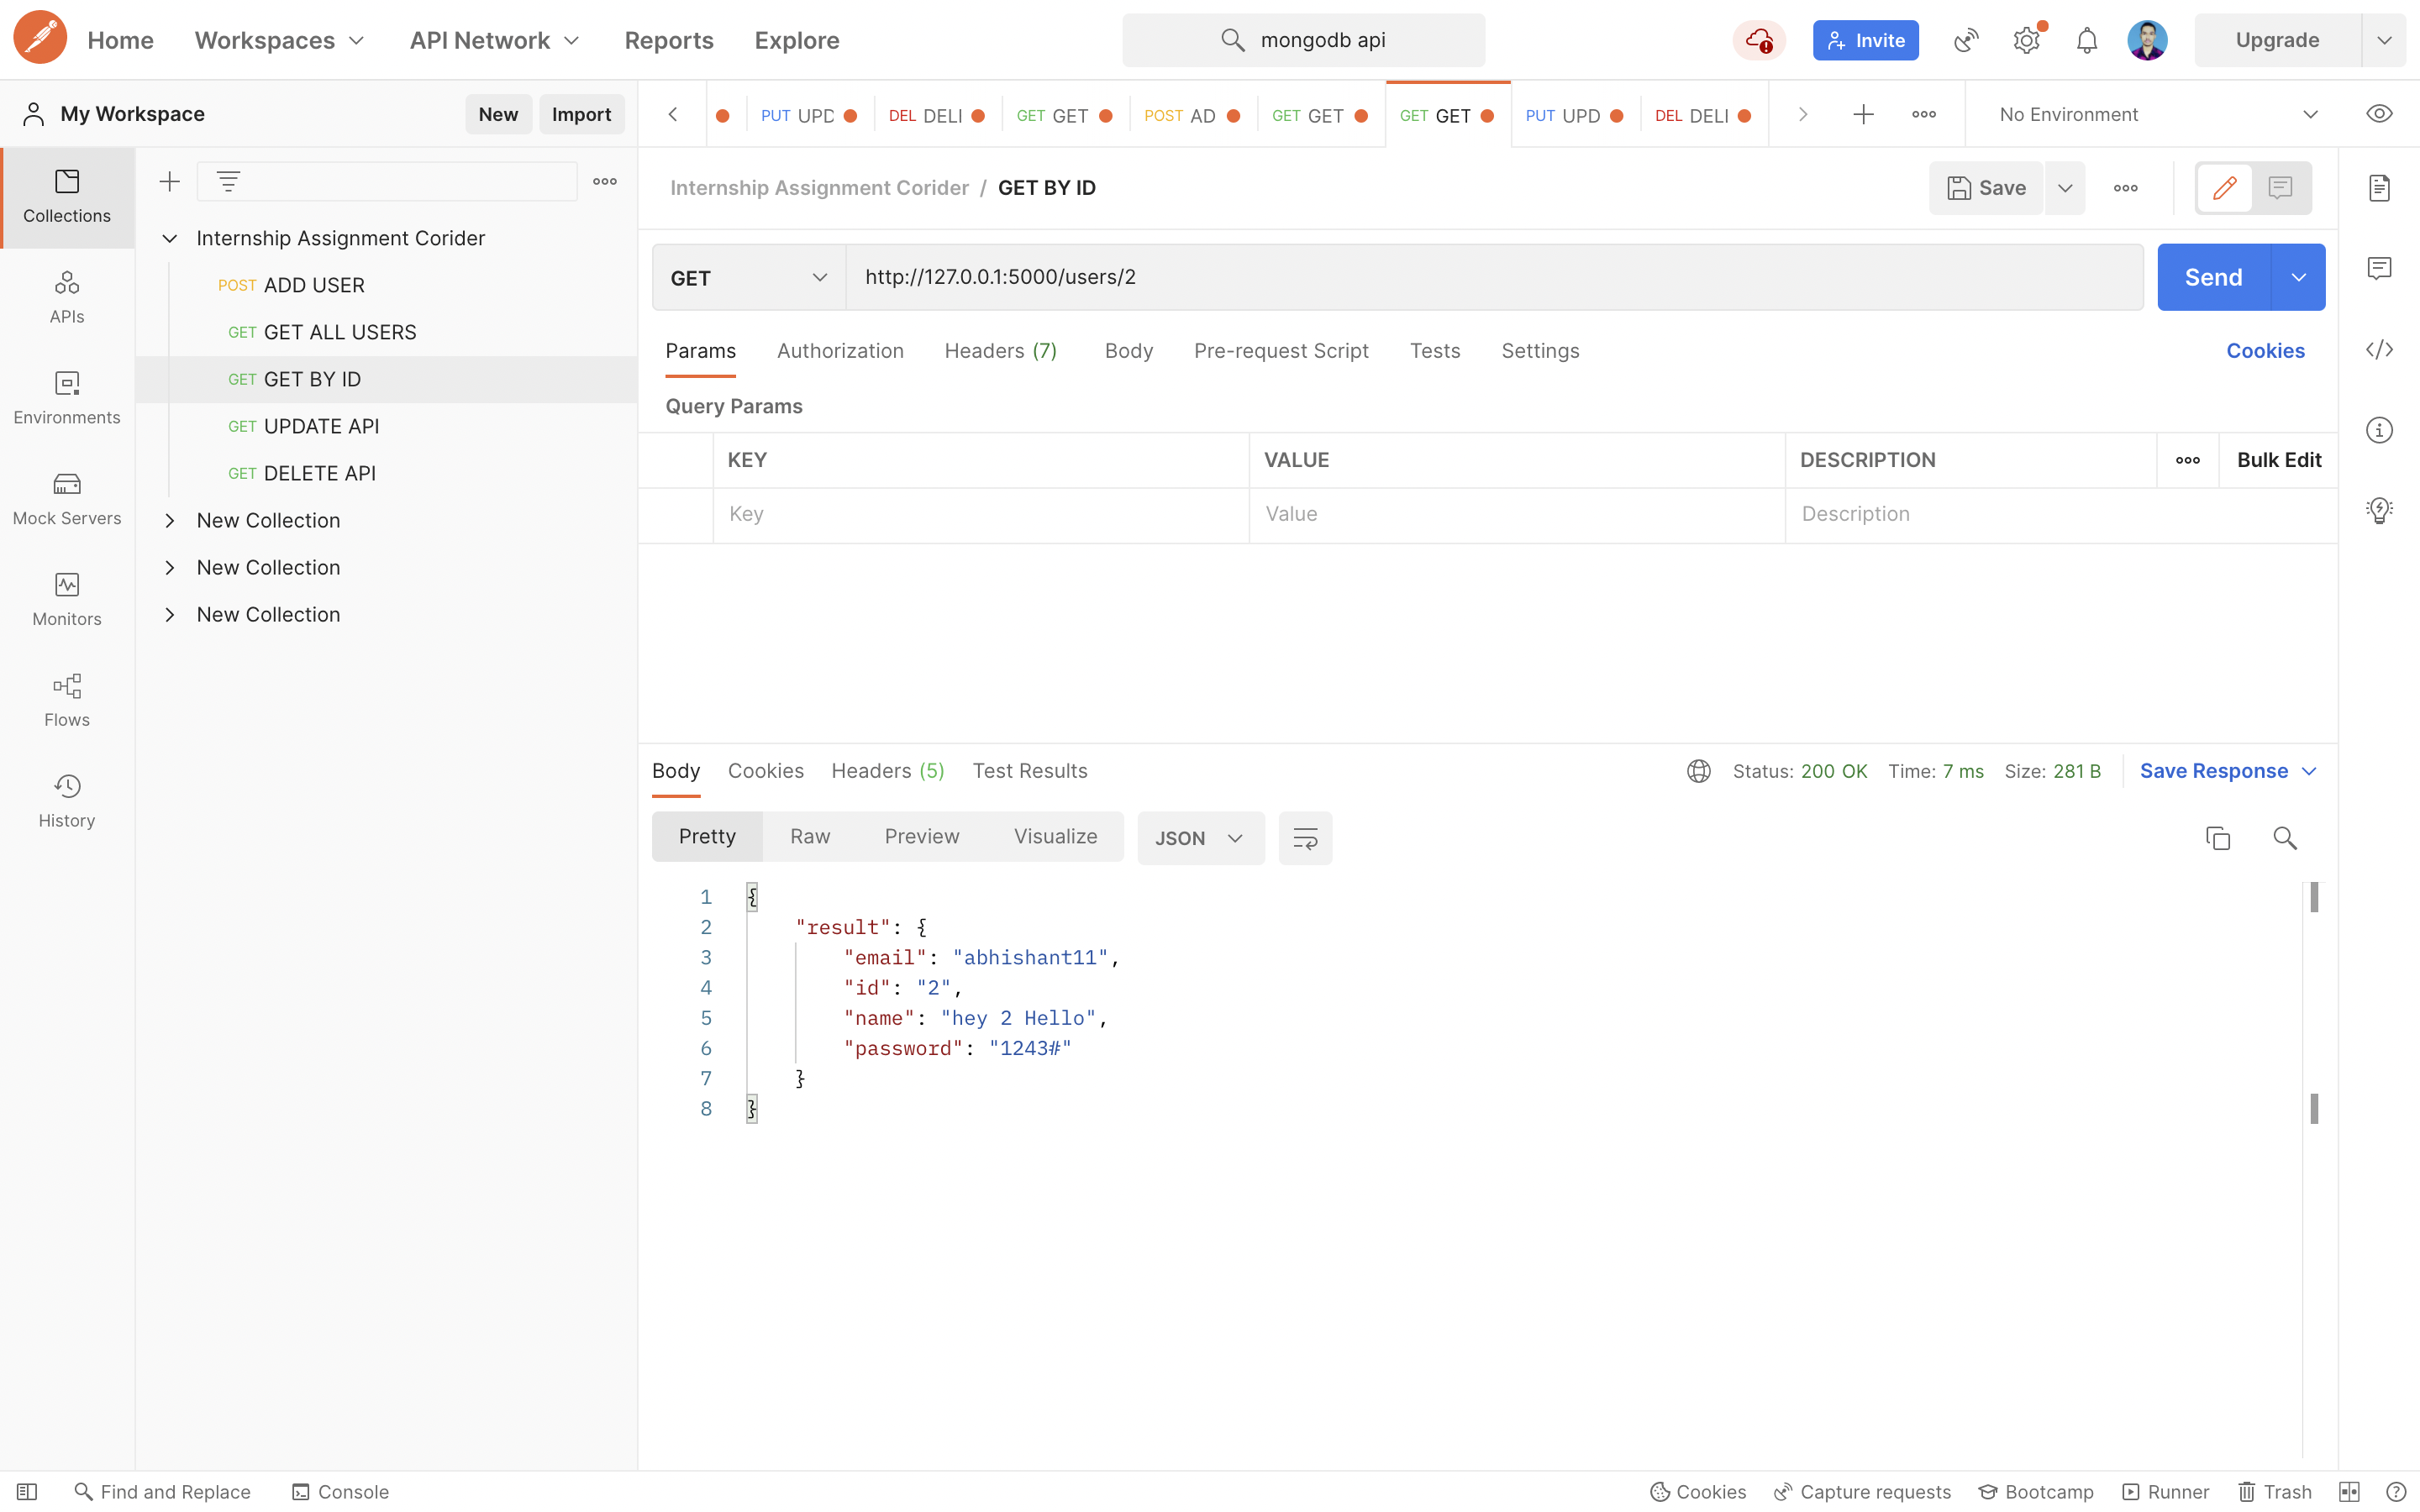 Home Workspaces API Network Reports Explore mongodb api Invite Upgrade
My Workspace New Import PUT UPD DEL DELI GET GET POST AD GET GET GET GET PUT UPD DEL DELI No Environment
Collections
APIs
Environments
Mock Servers
Monitors
Flows
History
Internship Assignment Corider
POST ADD USER
GET GET ALL USERS
GET GET BY ID
GET UPDATE API
GET DELETE API
New Collection
New Collection
New Collection
Internship Assignment Corider / GET BY ID Save
GET http://127.0.0.1:5000/users/2 Send
Params Authorization Headers (7) Body Pre-request Script Tests Settings Cookies
Query Params
KEY VALUE DESCRIPTION Bulk Edit
Key Value Description
Body Cookies Headers (5) Test Results Status: 200 OK Time: 7 ms Size: 281 B Save Response
Pretty Raw Preview Visualize JSON
1 {
2 "result": {
3 "email": "abhishant11",
4 "id": "2",
5 "name": "hey 2 Hello",
6 "password": "1243#"
7 }
8 }
Find and Replace Console Cookies Capture requests Bootcamp Runner Trash